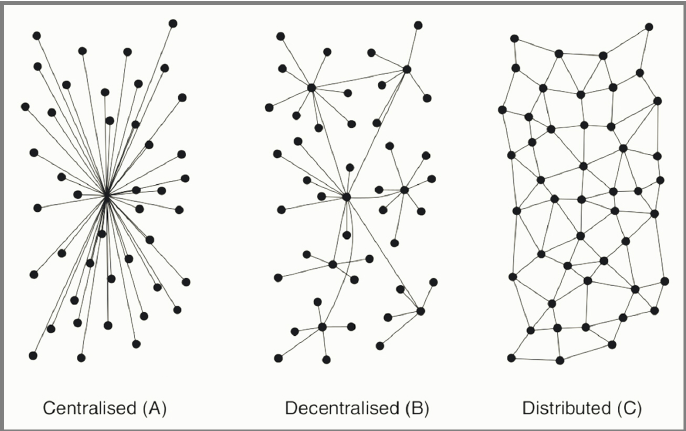 Centralised (A)
Decentralised (B)
Distributed (C)